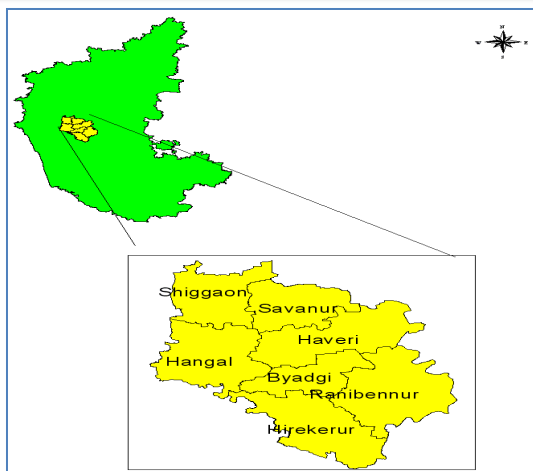 N
W E
S
Shiggaon
Savanur
Haveri
Hangal
Byadgi
Ranibennur
Hirekerur